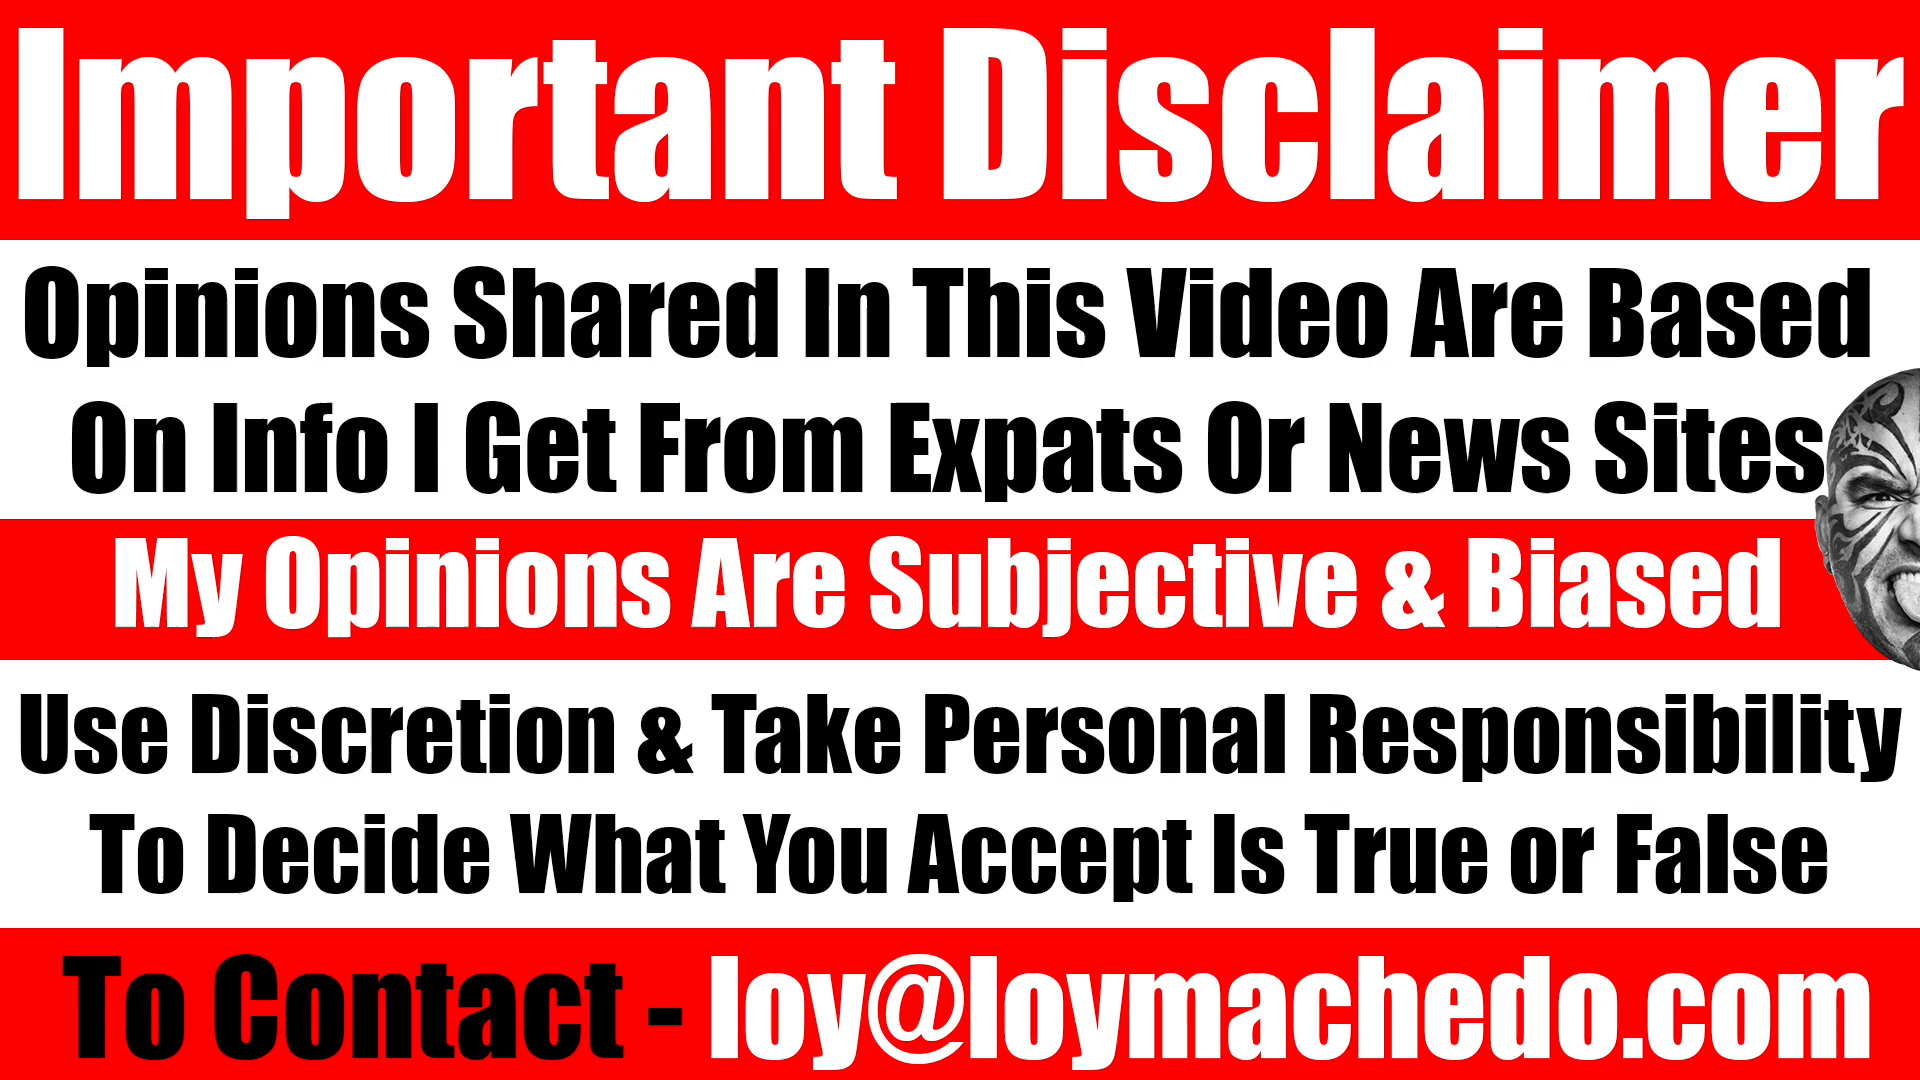 Important Disclaimer
Opinions Shared In This Video Are Based
On Info I Get From Expats Or News Sites
My Opinions Are Subjective & Biased
Use Discretion & Take Personal Responsibility
To Decide What You Accept Is True or False
To Contact - loy@loymachedo.com